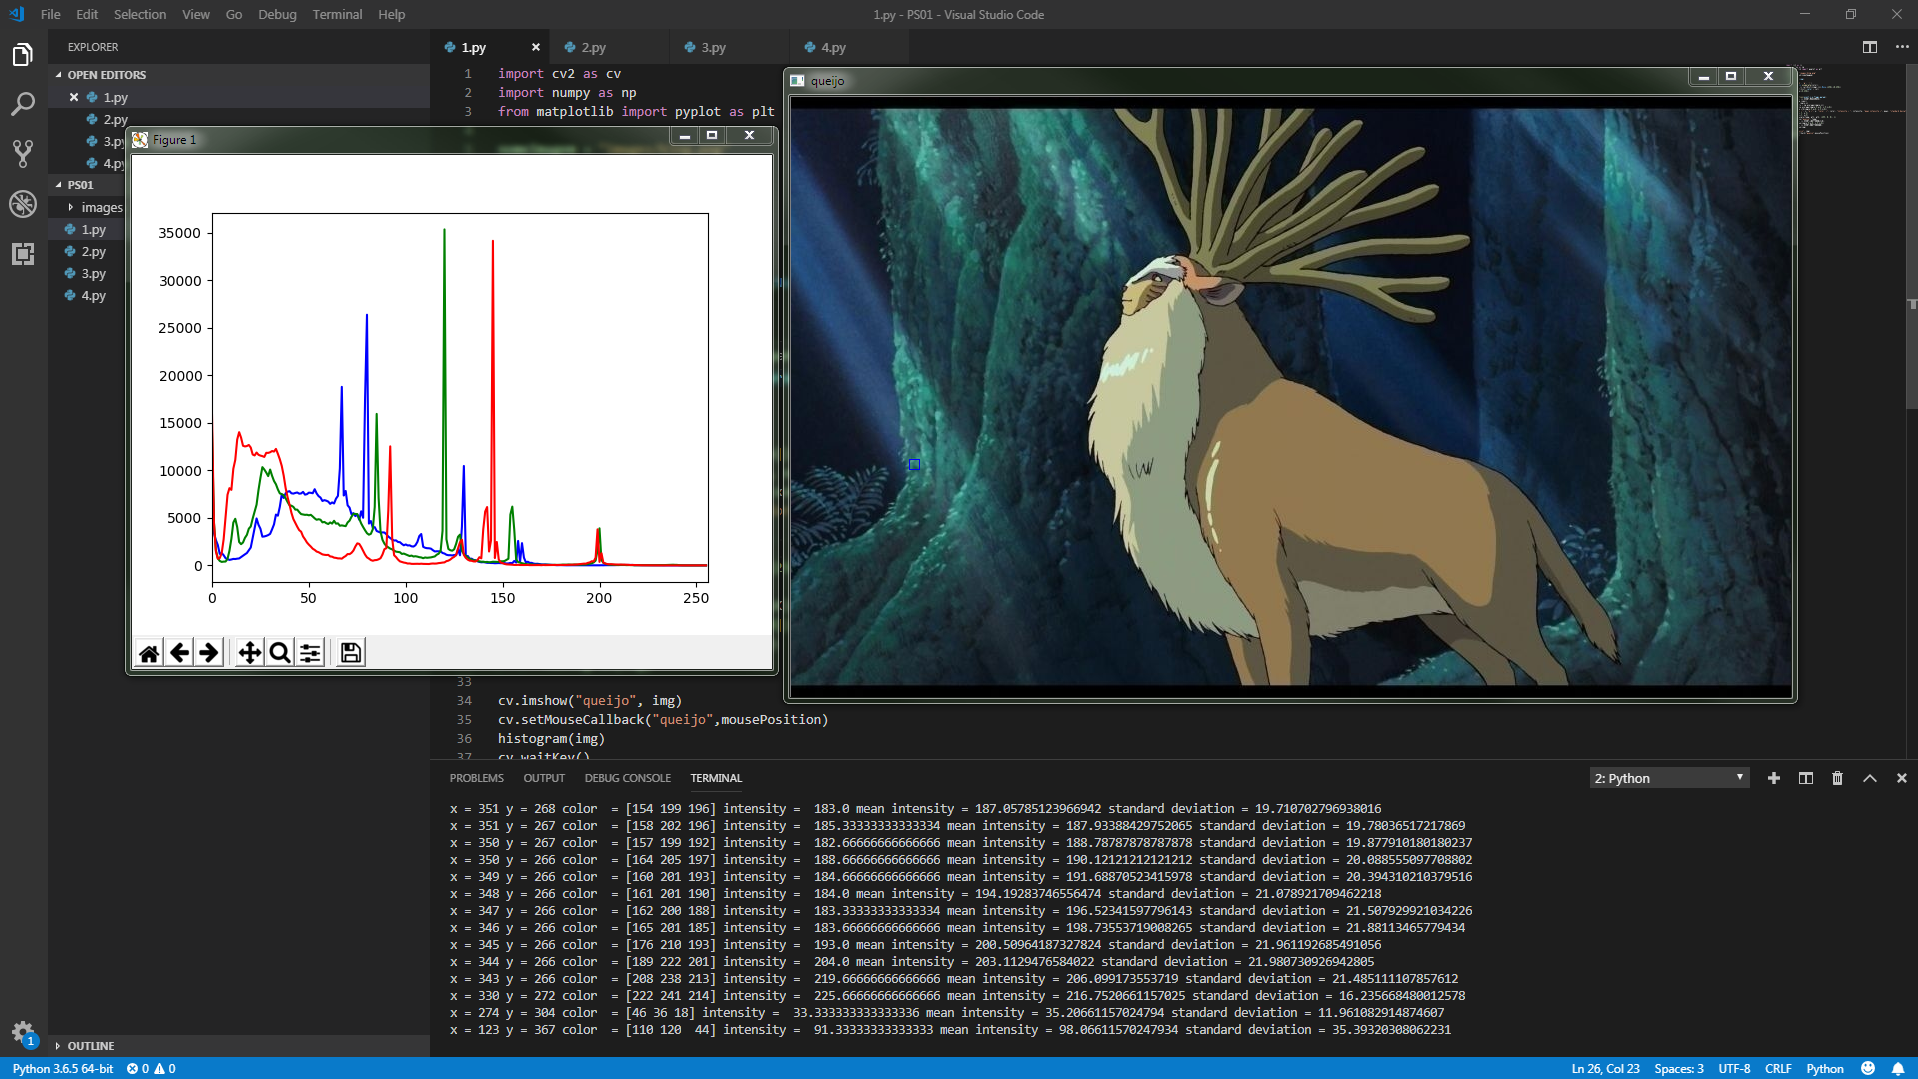 File Edit Selection View Go Debug Terminal Help
1.py - PS01 - Visual Studio Code
EXPLORER
OPEN EDITORS
1.py
2.py
3.py
4.py
PS01
images
1.py
2.py
3.py
4.py
OUTLINE
1
1.py 2.py 3.py 4.py
1 import cv2 as cv
2 import numpy as np
3 from matplotlib import pyplot as plt
Figure 1
35000
30000
25000
20000
15000
10000
5000
0
0 50 100 150 200 250
queijo
33
34 cv.imshow("queijo", img)
35 cv.setMouseCallback("queijo",mousePosition)
36 histogram(img)
37 cv.waitKey()
PROBLEMS OUTPUT DEBUG CONSOLE TERMINAL
2: Python
x = 351 y = 268 color  = [154 199 196] intensity =  183.0 mean intensity = 187.05785123966942 standard deviation = 19.710702796938016
x = 351 y = 267 color  = [158 202 196] intensity =  185.33333333333334 mean intensity = 187.93388429752065 standard deviation = 19.78036517217869
x = 350 y = 267 color  = [157 199 192] intensity =  182.66666666666666 mean intensity = 188.78787878787878 standard deviation = 19.877910180180237
x = 350 y = 266 color  = [164 205 197] intensity =  188.66666666666666 mean intensity = 190.12121212121212 standard deviation = 20.088555097708802
x = 349 y = 266 color  = [160 201 193] intensity =  184.66666666666666 mean intensity = 191.68870523415978 standard deviation = 20.394310210379516
x = 348 y = 266 color  = [161 201 190] intensity =  184.0 mean intensity = 194.19283746556474 standard deviation = 21.078921709462218
x = 347 y = 266 color  = [162 200 188] intensity =  183.33333333333334 mean intensity = 196.52341597796143 standard deviation = 21.507929921034226
x = 346 y = 266 color  = [165 201 185] intensity =  183.66666666666666 mean intensity = 198.73553719008265 standard deviation = 21.88113465779434
x = 345 y = 266 color  = [176 210 193] intensity =  193.0 mean intensity = 200.50964187327824 standard deviation = 21.961192685491056
x = 344 y = 266 color  = [189 222 201] intensity =  204.0 mean intensity = 203.1129476584022 standard deviation = 21.980730926942805
x = 343 y = 266 color  = [208 238 213] intensity =  219.66666666666666 mean intensity = 206.099173553719 standard deviation = 21.485111107857612
x = 330 y = 272 color  = [222 241 214] intensity =  225.66666666666666 mean intensity = 216.7520661157025 standard deviation = 16.235668480012578
x = 274 y = 304 color  = [46 36 18] intensity =  33.333333333333336 mean intensity = 35.20661157024794 standard deviation = 11.961082914874607
x = 123 y = 367 color  = [110 120  44] intensity =  91.33333333333333 mean intensity = 98.06611570247934 standard deviation = 35.39320308062231
Python 3.6.5 64-bit 0 0
Ln 26, Col 23 Spaces: 3 UTF-8 CRLF Python